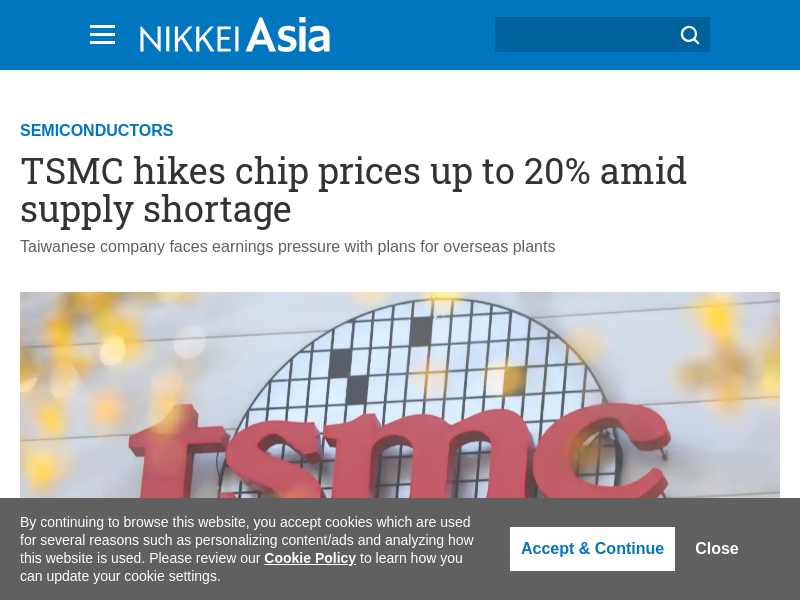 NIKKEI Asia
SEMICONDUCTORS
TSMC hikes chip prices up to 20% amid
supply shortage
Taiwanese company faces earnings pressure with plans for overseas plants
tsmc
By continuing to browse this website, you accept cookies which are used
for several reasons such as personalizing content/ads and analyzing how
this website is used. Please review our Cookie Policy to learn how you
can update your cookie settings.
Accept & Continue
Close